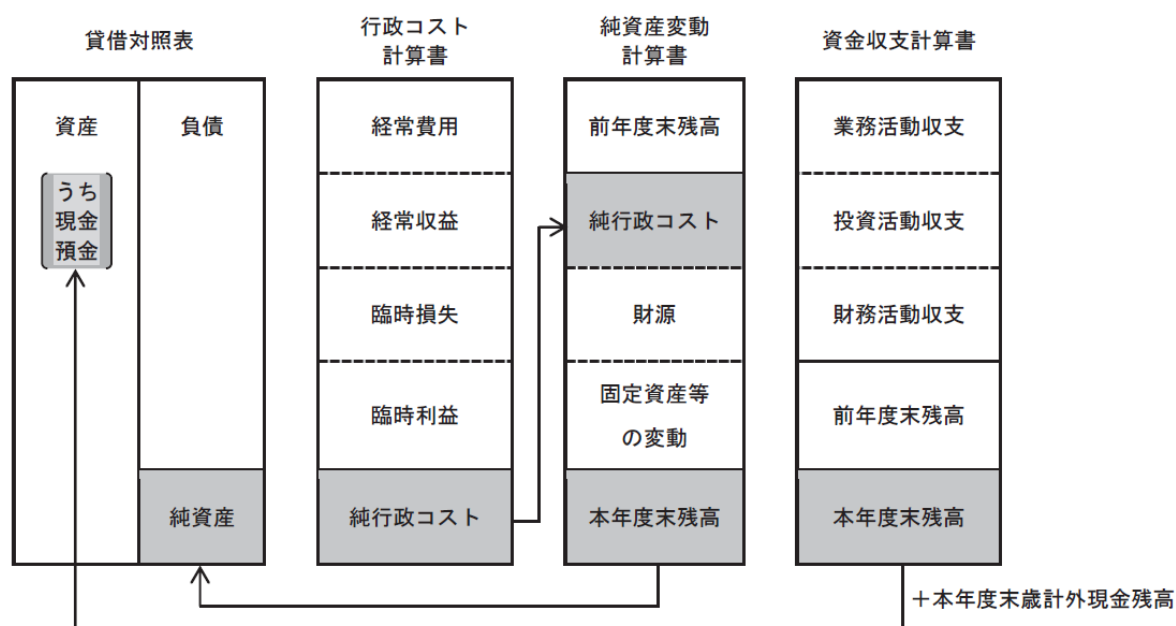 貸借対照表
資産
うち
現金
預金
負債
純資産
行政コスト
計算書
経常費用
経常収益
臨時損失
臨時利益
純行政コスト
純資産変動
計算書
前年度末残高
純行政コスト
財源
固定資産等
の変動
本年度末残高
資金収支計算書
業務活動収支
投資活動収支
財務活動収支
前年度末残高
本年度末残高
＋本年度末歳計外現金残高